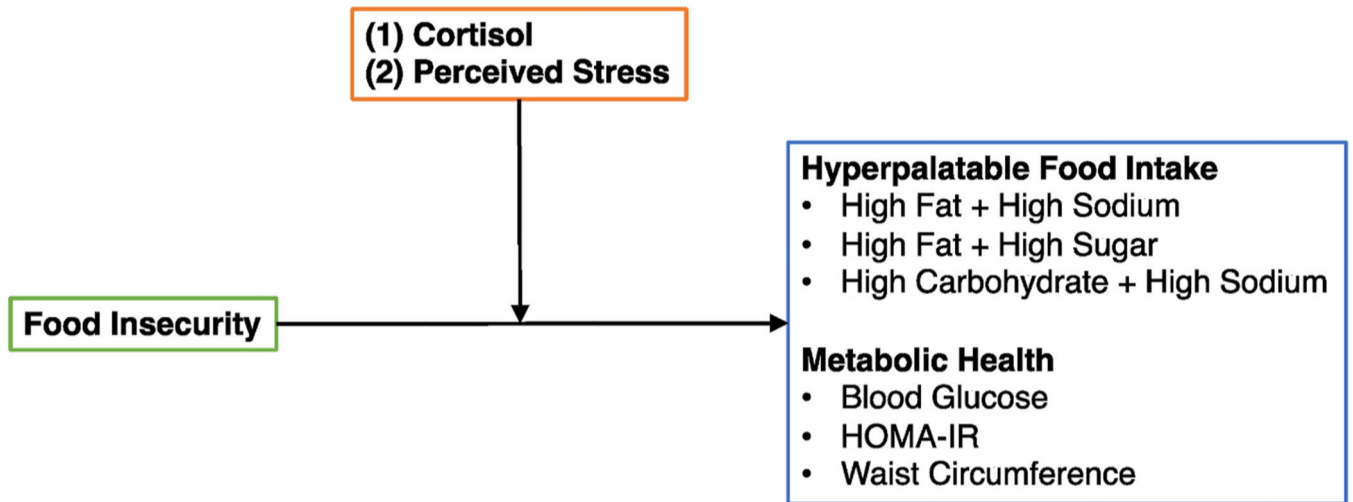 (1) Cortisol
(2) Perceived Stress
Food Insecurity
Hyperpalatable Food Intake
• High Fat + High Sodium
• High Fat + High Sugar
• High Carbohydrate + High Sodium
Metabolic Health
• Blood Glucose
• HOMA-IR
• Waist Circumference